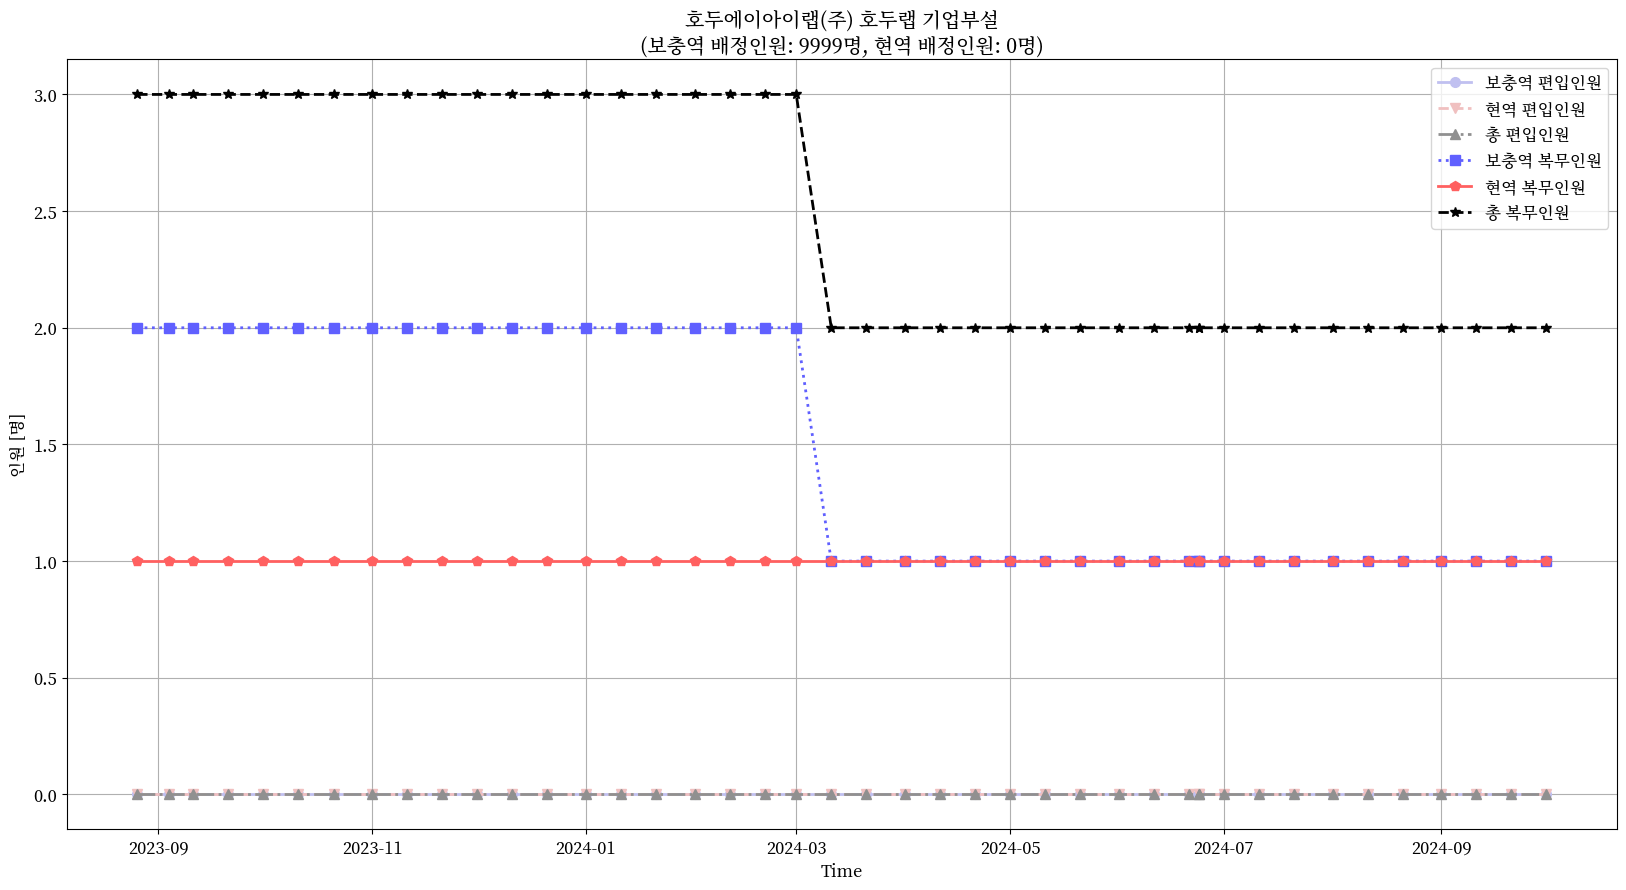 호두에이아이랩(주) 호두랩 기업부설
(보충역 배정인원: 9999명, 현역 배정인원: 0명)
보충역 편입인원
현역 편입인원
총 편입인원
보충역 복무인원
현역 복무인원
총 복무인원
3.0
2.5
2.0
1.5
1.0
0.5
0.0
인원 [명]
2023-09 2023-11 2024-01 2024-03 2024-05 2024-07 2024-09
Time